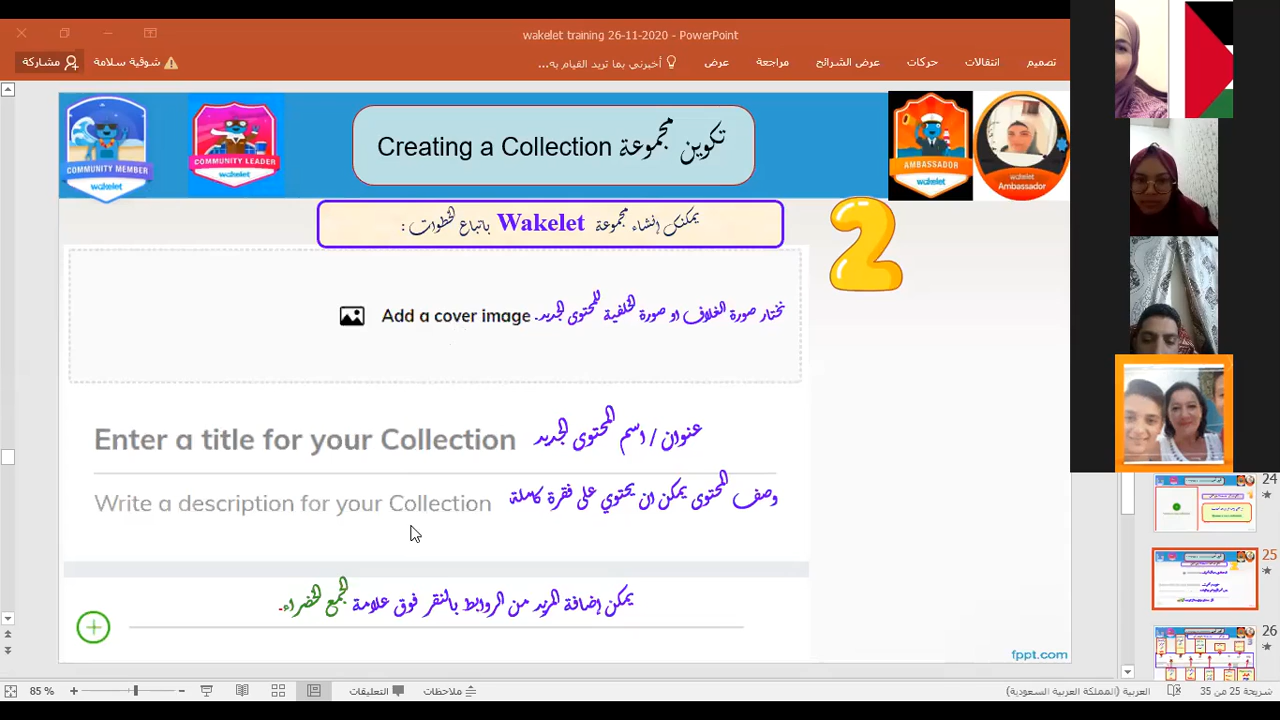 wakelet training 26-11-2020 - PowerPoint
تصميم
انتقالات
حركات
عرض الشرائح
مراجعة
عرض
أخبرني بما تريد القيام به...
شوقية سلامة
مشاركة
COMMUNITY MEMBER
wakelet
COMMUNITY LEADER
wakelet
تكوين مجموعة Creating a Collection
AMBASSADOR
wakelet
wakelet
Ambassador
يمكنك إنشاء مجموعة Wakelet باتباع الخطوات :
2
Add a cover image
نختار صورة الغلاف او صورة الخلفية للمحتوى الجديد.
Enter a title for your Collection
عنوان / اسم المحتوى الجديد
Write a description for your Collection
وصف المحتوى يمكن ان يحتوي على فقرة كاملة
يمكن إضافة المزيد من الروابط بالنقر فوق علامة الجمع الخضراء.
fppt.com
24
25
26
شريحة 25 من 35
العربية (المملكة العربية السعودية)
ملاحظات
التعليقات
85 %